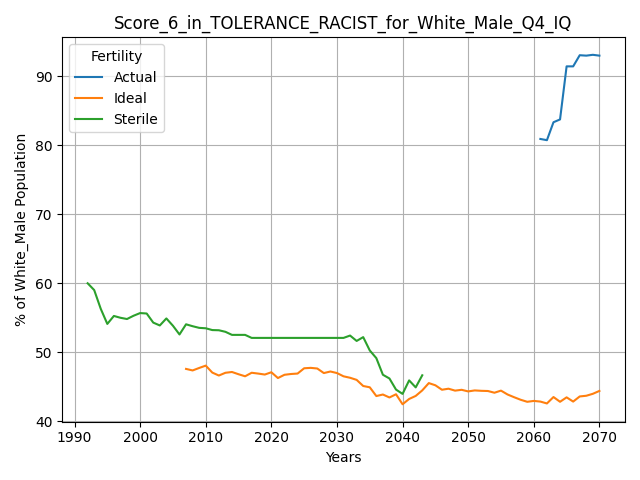 Score_6_in_TOLERANCE_RACIST_for_White_Male_Q4_IQ
Fertility
Actual
Ideal
Sterile
% of White_Male Population
90
80
70
60
50
40
1990 2000 2010 2020 2030 2040 2050 2060 2070
Years